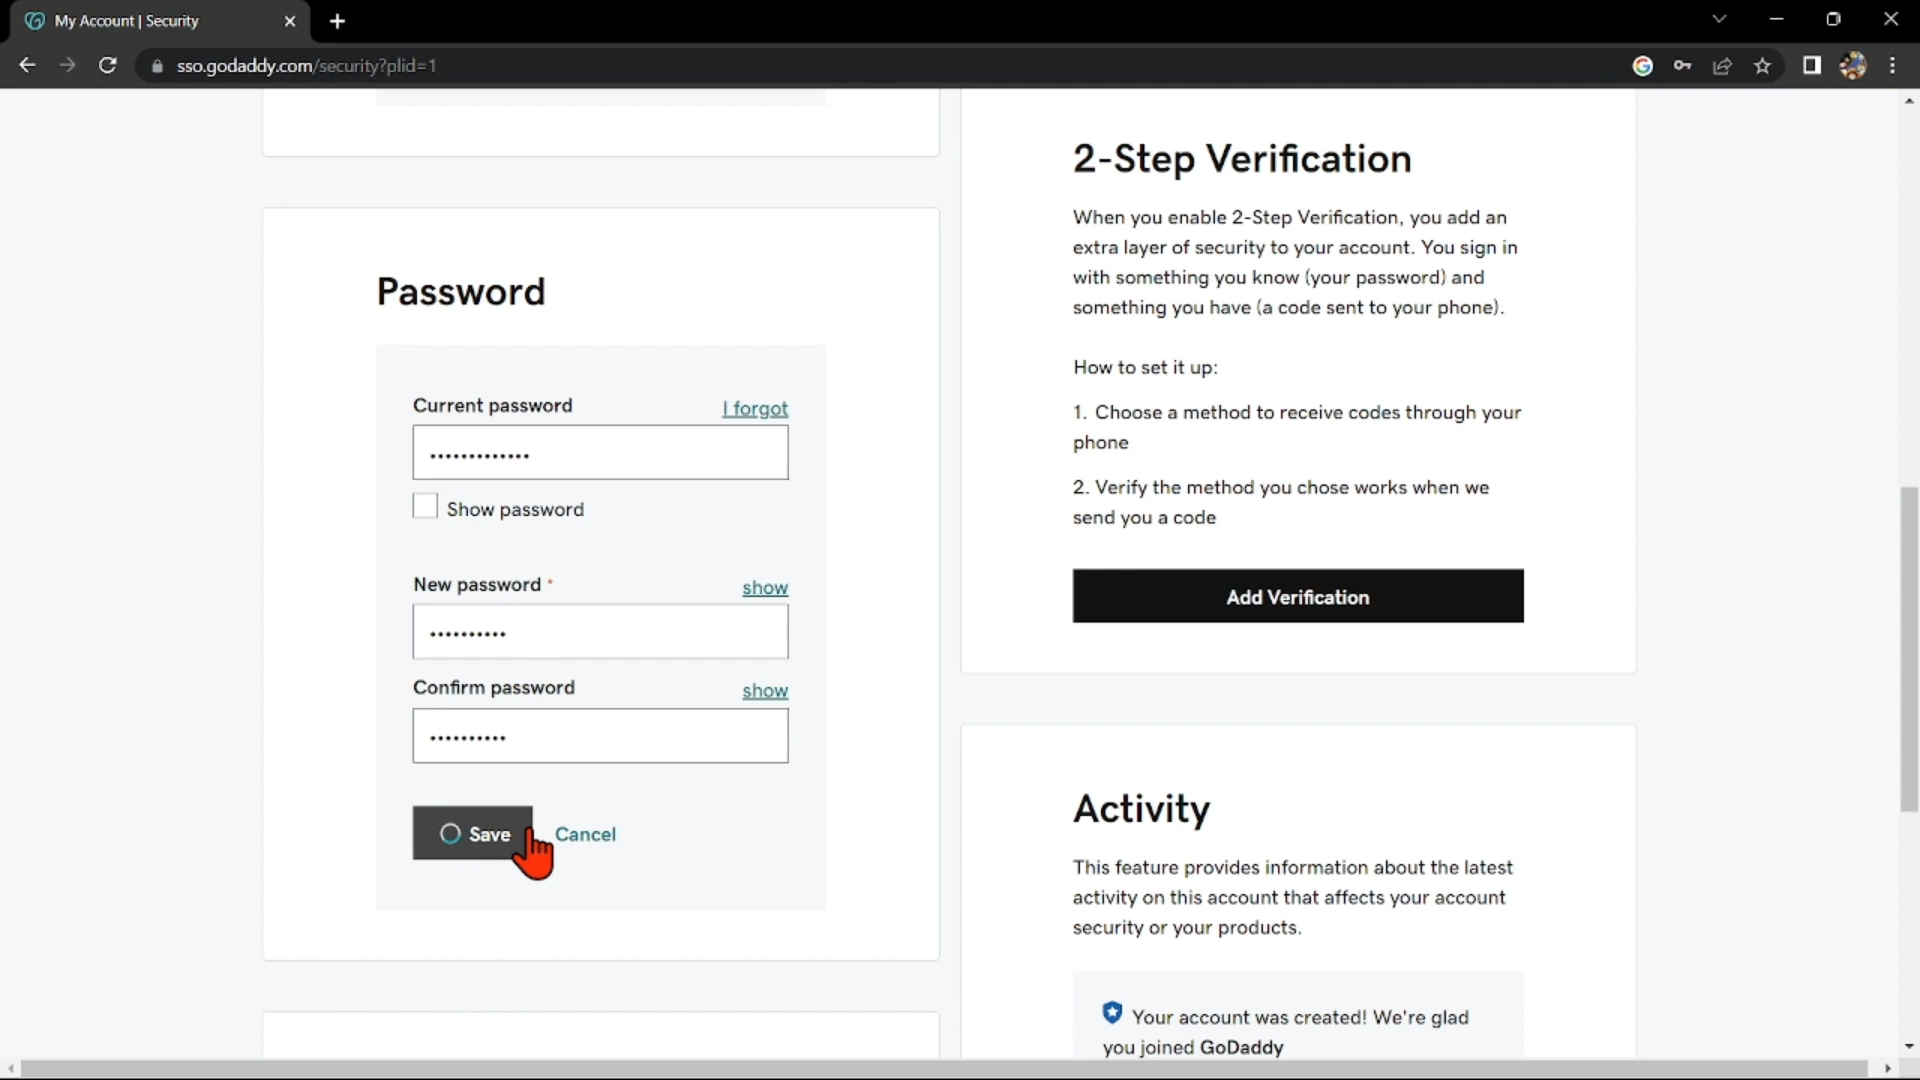 My Account | Security
sso.godaddy.com/security?plid=1
Password
Current password
I forgot
•••••••••••••
Show password
New password *
show
••••••••••
Confirm password
show
••••••••••
Save
Cancel
2-Step Verification
When you enable 2-Step Verification, you add an
extra layer of security to your account. You sign in
with something you know (your password) and
something you have (a code sent to your phone).
How to set it up:
1. Choose a method to receive codes through your
phone
2. Verify the method you chose works when we
send you a code
Add Verification
Activity
This feature provides information about the latest
activity on this account that affects your account
security or your products.
Your account was created! We're glad
you joined GoDaddy